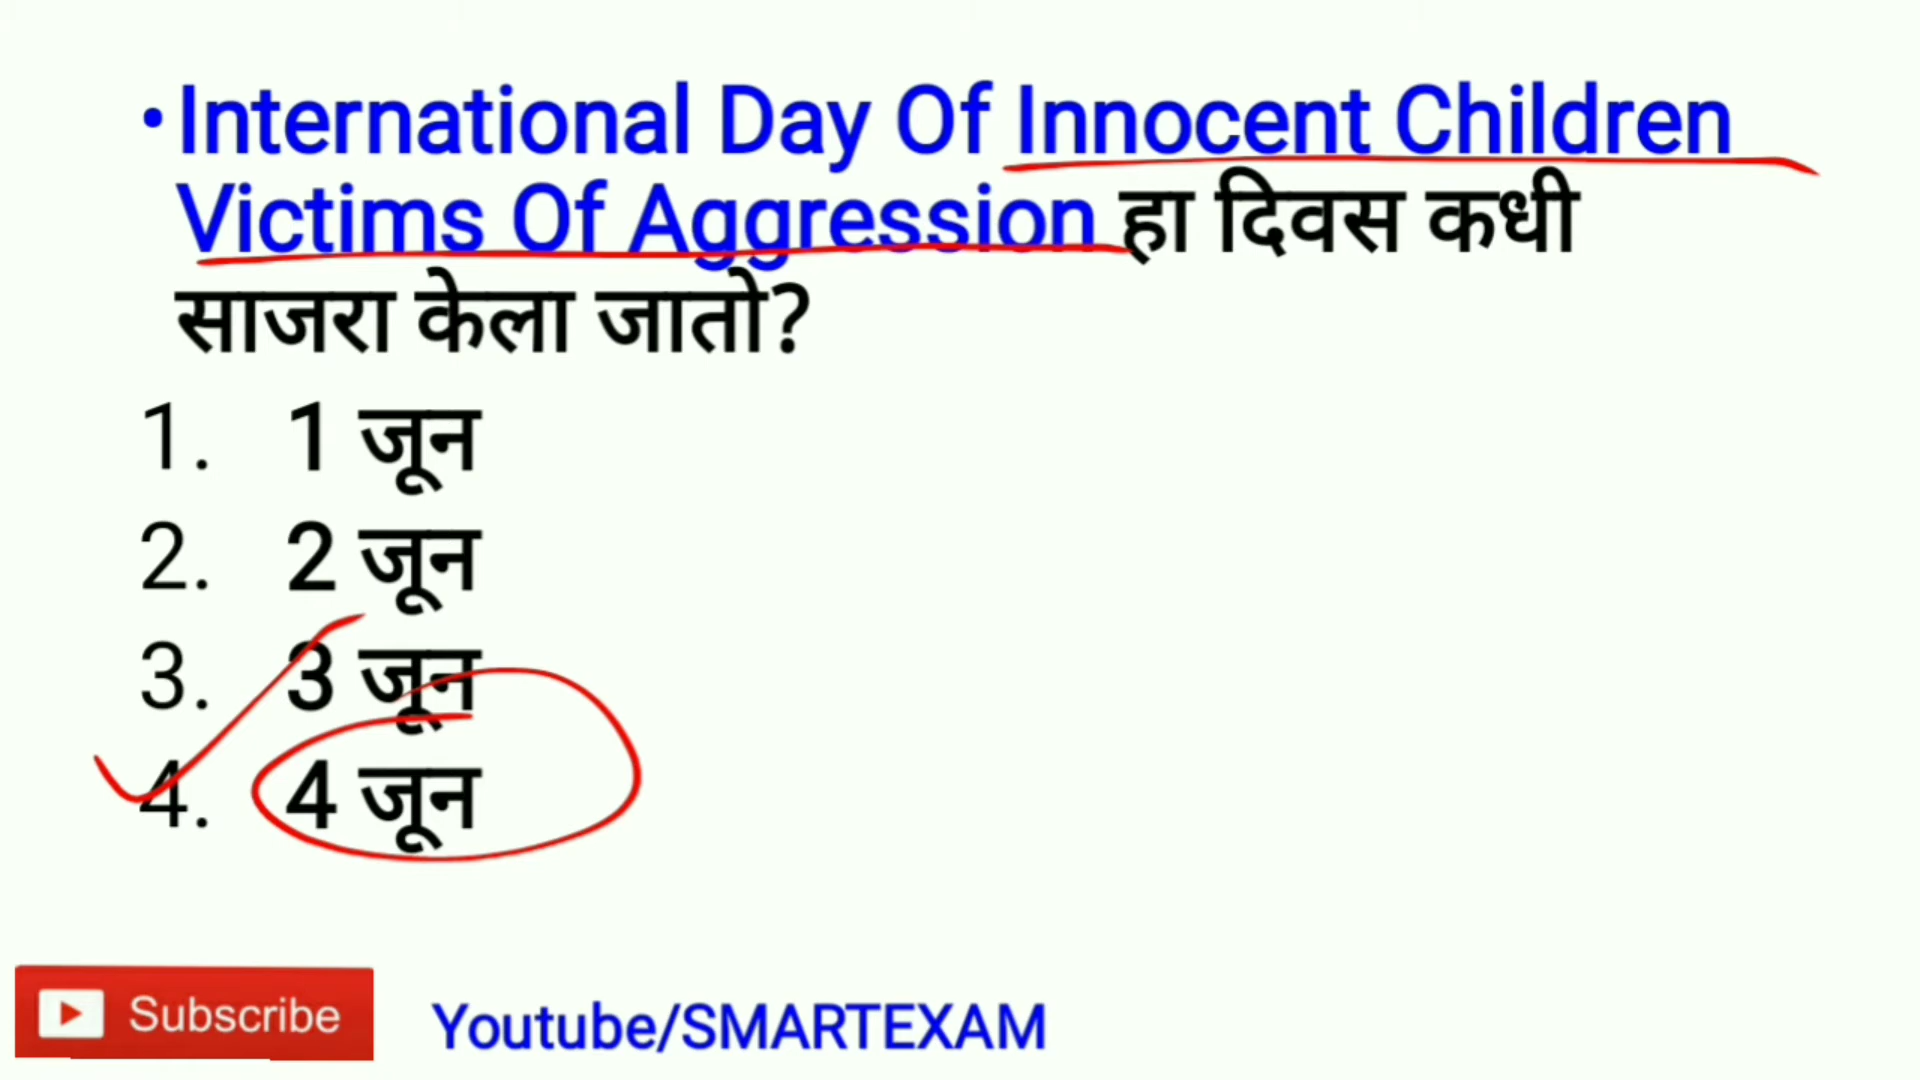 •International Day Of Innocent Children
Victims Of Aggression हा दिवस कधी
साजरा केला जातो?
1. 1 जून
2. 2 जून
3. 3 जून
4. 4 जून
Subscribe Youtube/SMARTEXAM